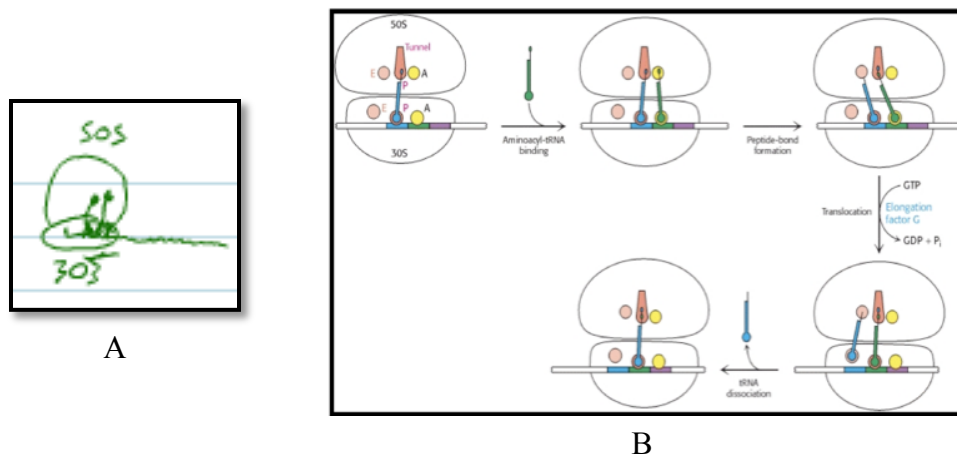 50S
30S
A
50S
Tunnel
E
A
P
E
P
A
30S
Aminoacyl-tRNA
binding
Peptide-bond
formation
GTP
Translocation
Elongation
factor G
GDP + Pi
tRNA
dissociation
B